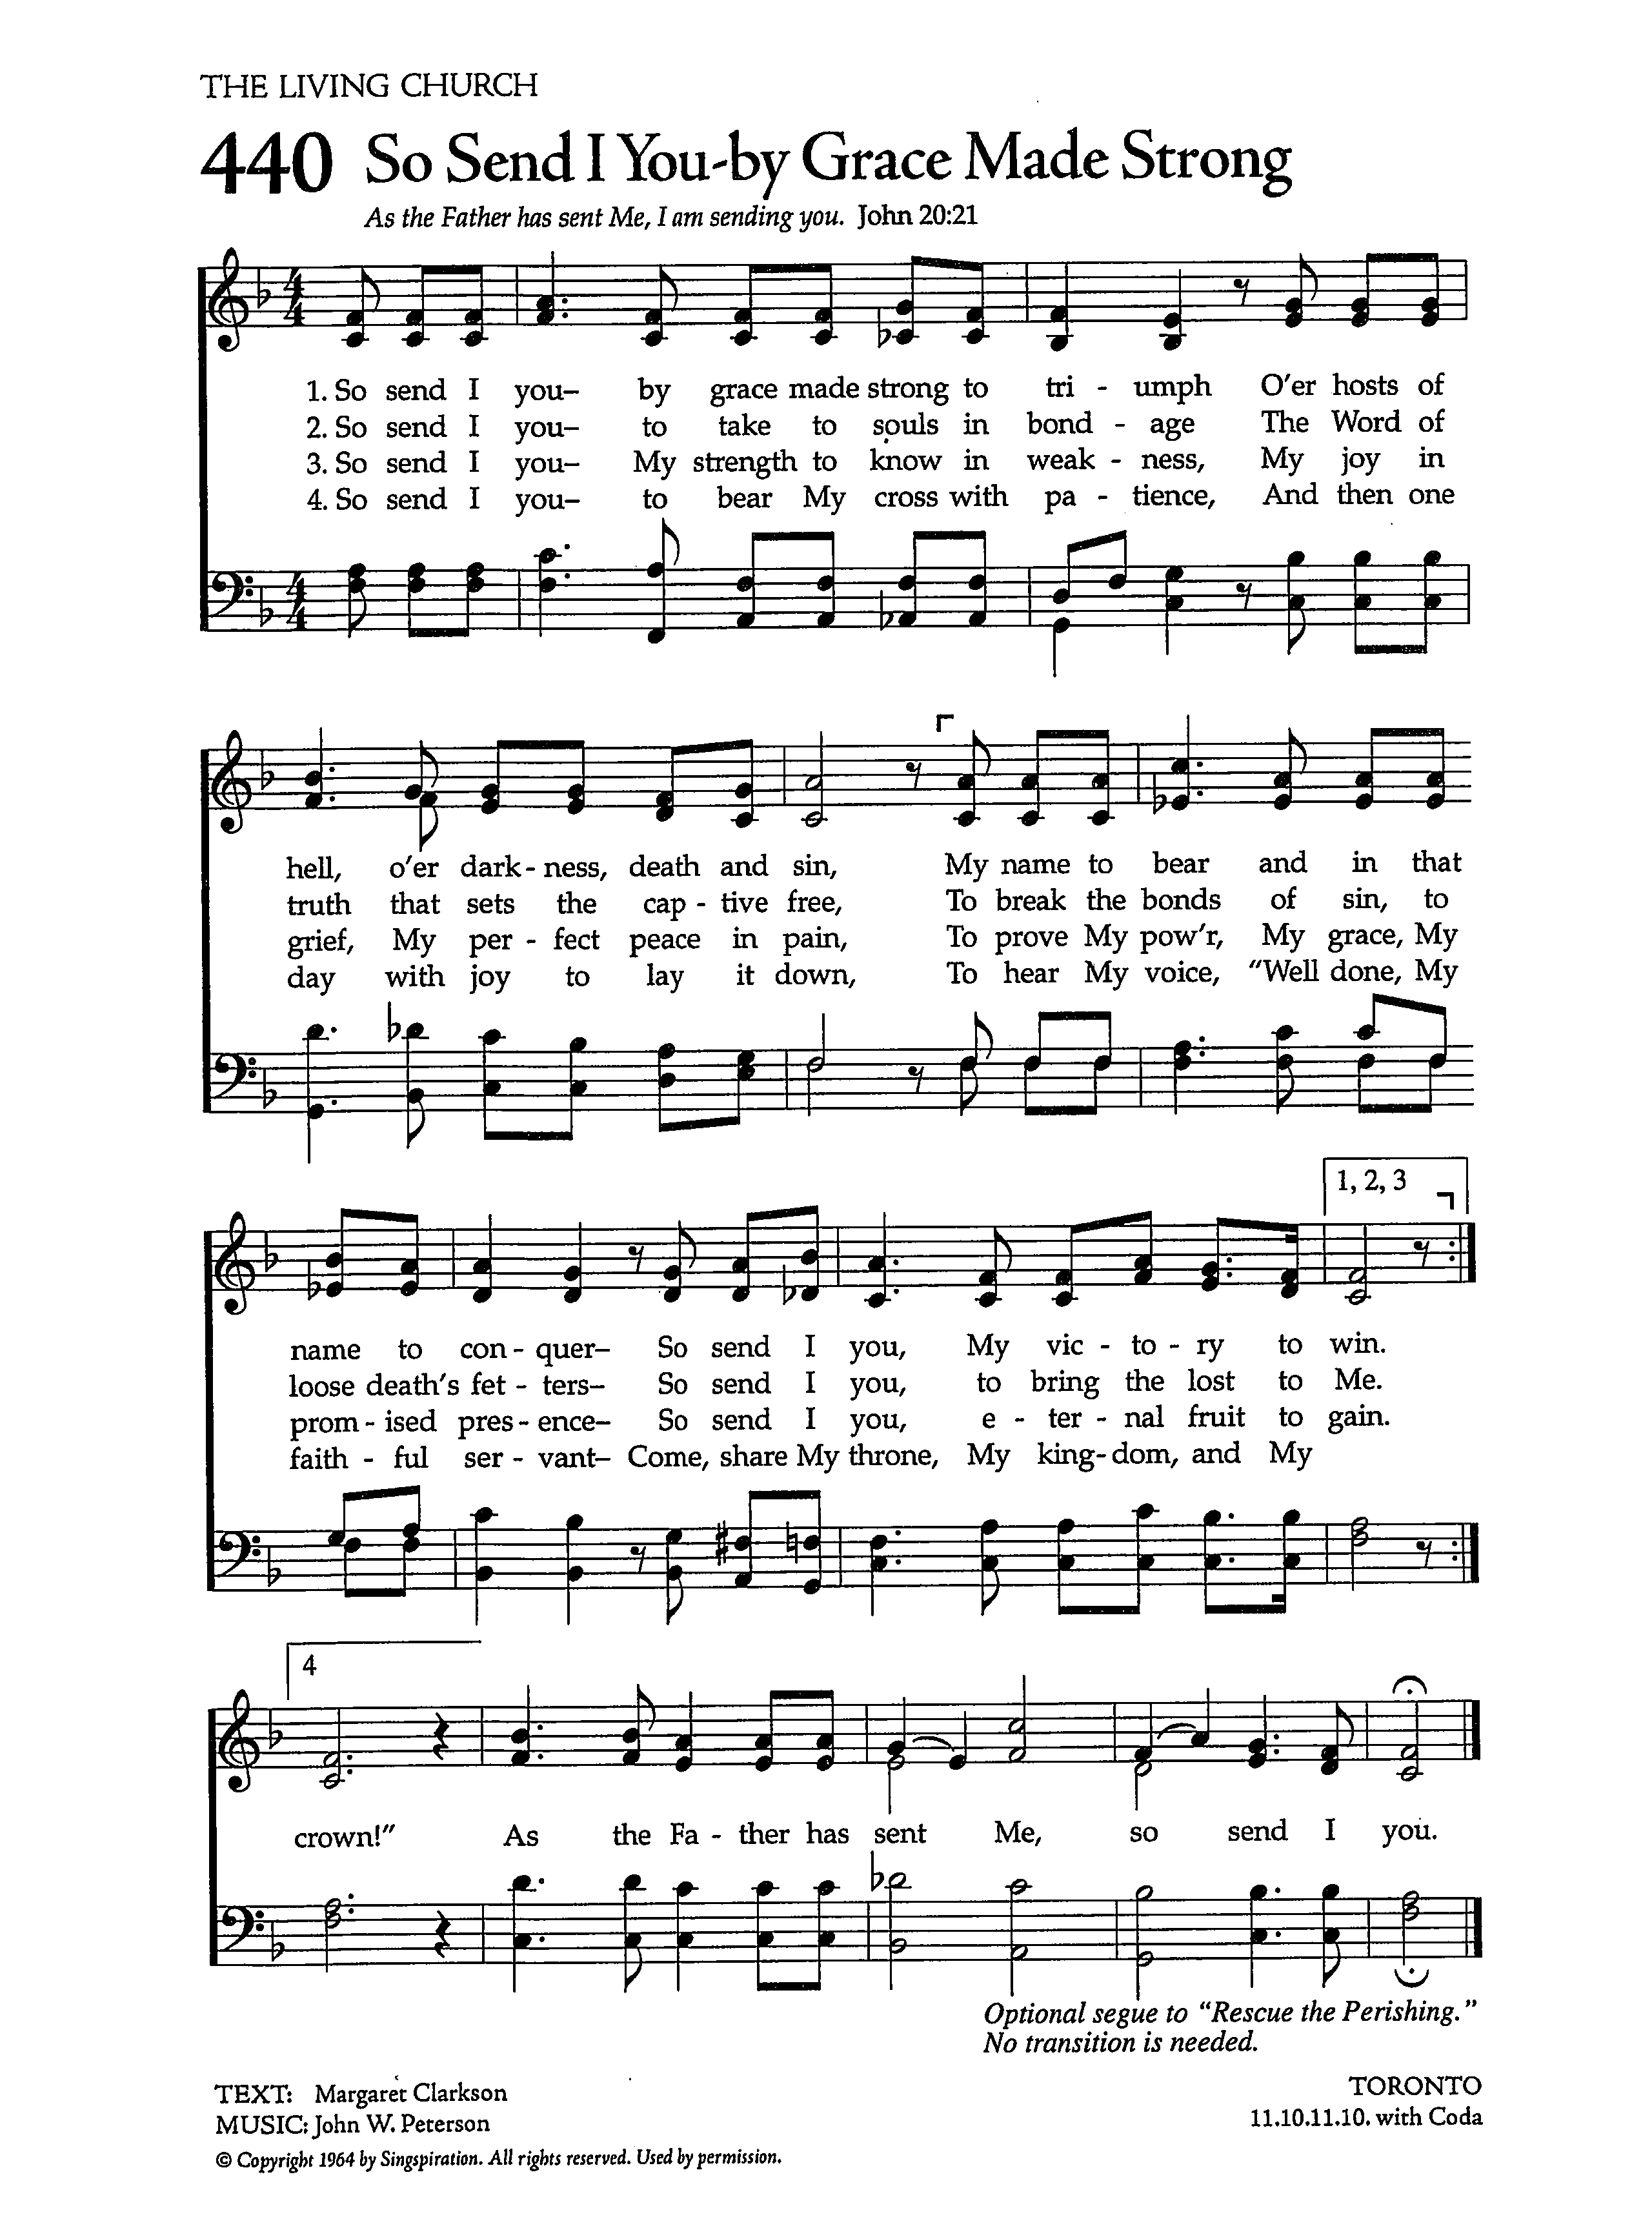 THE LIVING CHURCH
440 So Send I You-by Grace Made Strong
As the Father has sent Me, I am sending you. John 20:21
4 4
1. So send I you– by grace made strong to tri - umph O'er hosts of
2. So send I you– to take to souls in bond - age The Word of
3. So send I you– My strength to know in weak - ness, My joy in
4. So send I you– to bear My cross with pa - tience, And then one
4 4
hell, o'er dark - ness, death and sin, My name to bear and in that
truth that sets the cap - tive free, To break the bonds of sin, to
grief, My per - fect peace in pain, To prove My pow'r, My grace, My
day with joy to lay it down, To hear My voice, "Well done, My
1, 2, 3
name to con - quer– So send I you, My vic - to - ry to win.
loose death's fet - ters– So send I you, to bring the lost to Me.
prom - ised pres - ence– So send I you, e - ter - nal fruit to gain.
faith - ful ser - vant– Come, share My throne, My king - dom, and My
4
crown!" As the Fa - ther has sent Me, so send I you.
Optional segue to "Rescue the Perishing."
No transition is needed.
TEXT: Margaret Clarkson
MUSIC: John W. Peterson
© Copyright 1964 by Singspiration. All rights reserved. Used by permission.
TORONTO
11.10.11.10. with Coda